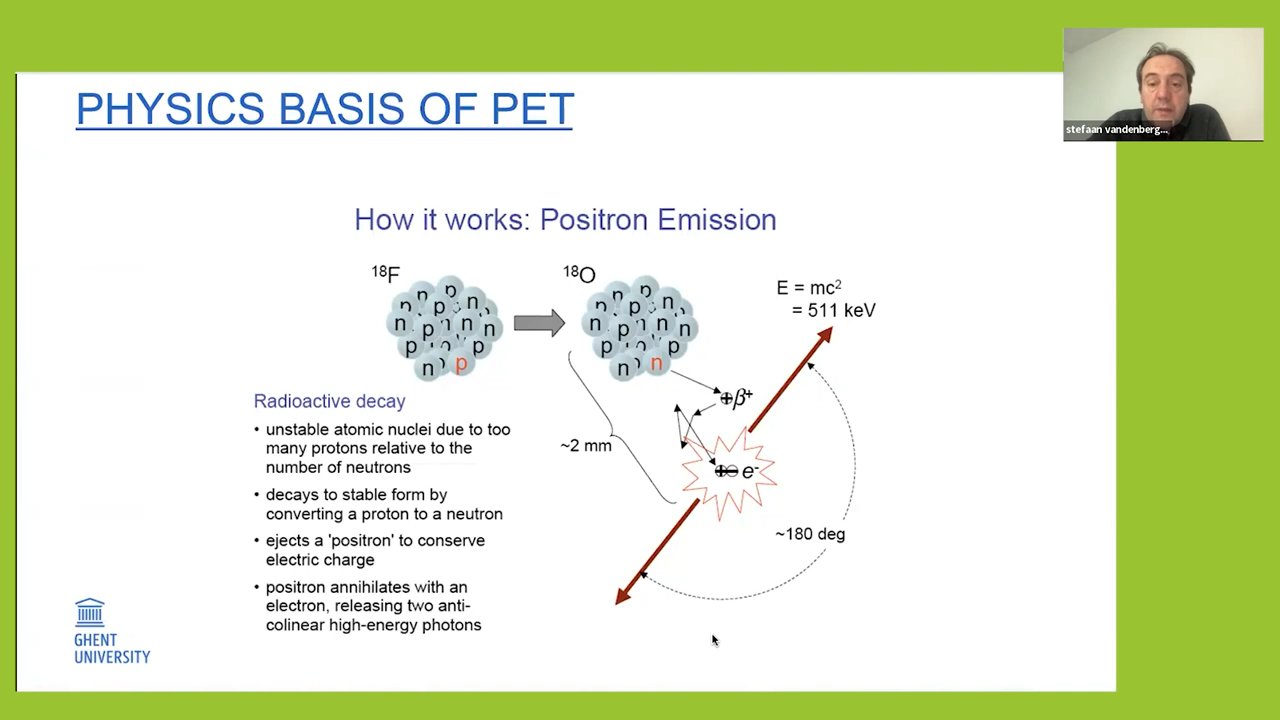 PHYSICS BASIS OF PET
stefaan vandenberg...
How it works: Positron Emission
18F
18O
E = mc2
= 511 keV
n p n p p n p n n p n n p p n p p
n p n p p n p n n p n n p p n p n
⊕β+
Radioactive decay
• unstable atomic nuclei due to too
many protons relative to the
number of neutrons
• decays to stable form by
converting a proton to a neutron
• ejects a 'positron' to conserve
electric charge
• positron annihilates with an
electron, releasing two anti-
colinear high-energy photons
~2 mm
e-
~180 deg
GHENT
UNIVERSITY